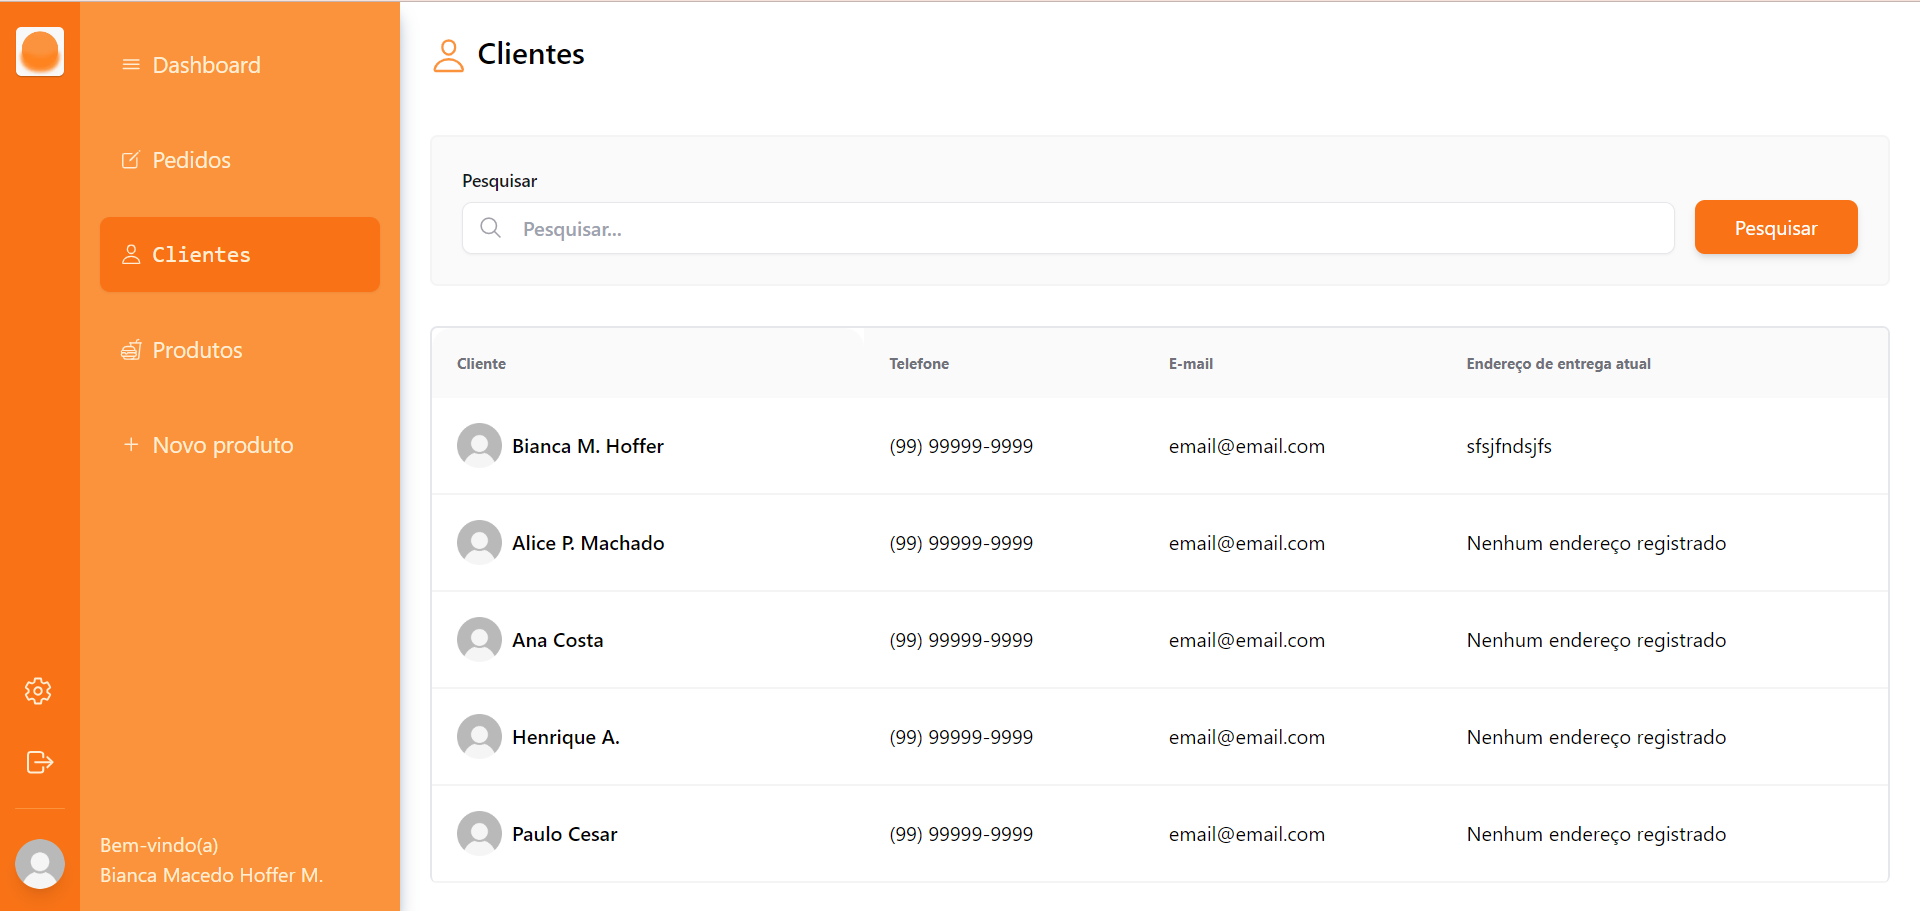 Dashboard
Pedidos
Clientes
Produtos
Novo produto
Bem-vindo(a)
Bianca Macedo Hoffer M.
Clientes
Pesquisar
Pesquisar...
Pesquisar
Cliente Telefone E-mail Endereço de entrega atual
Bianca M. Hoffer (99) 99999-9999 email@email.com sfsjfndsjfs
Alice P. Machado (99) 99999-9999 email@email.com Nenhum endereço registrado
Ana Costa (99) 99999-9999 email@email.com Nenhum endereço registrado
Henrique A. (99) 99999-9999 email@email.com Nenhum endereço registrado
Paulo Cesar (99) 99999-9999 email@email.com Nenhum endereço registrado